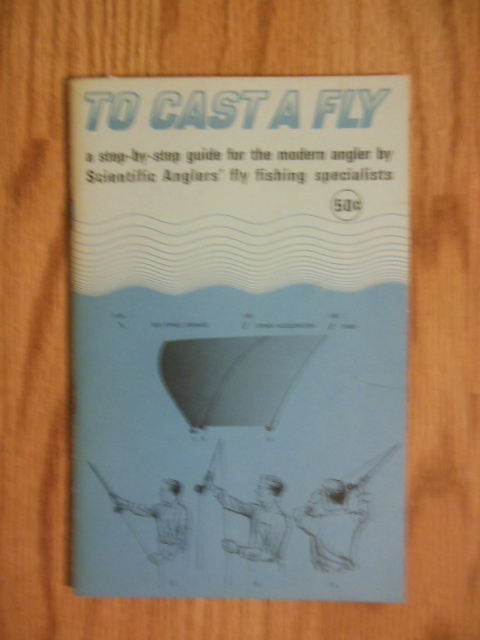 TO CAST A FLY
a step-by-step guide for the modern angler by
Scientific Anglers' fly fishing specialists
50¢